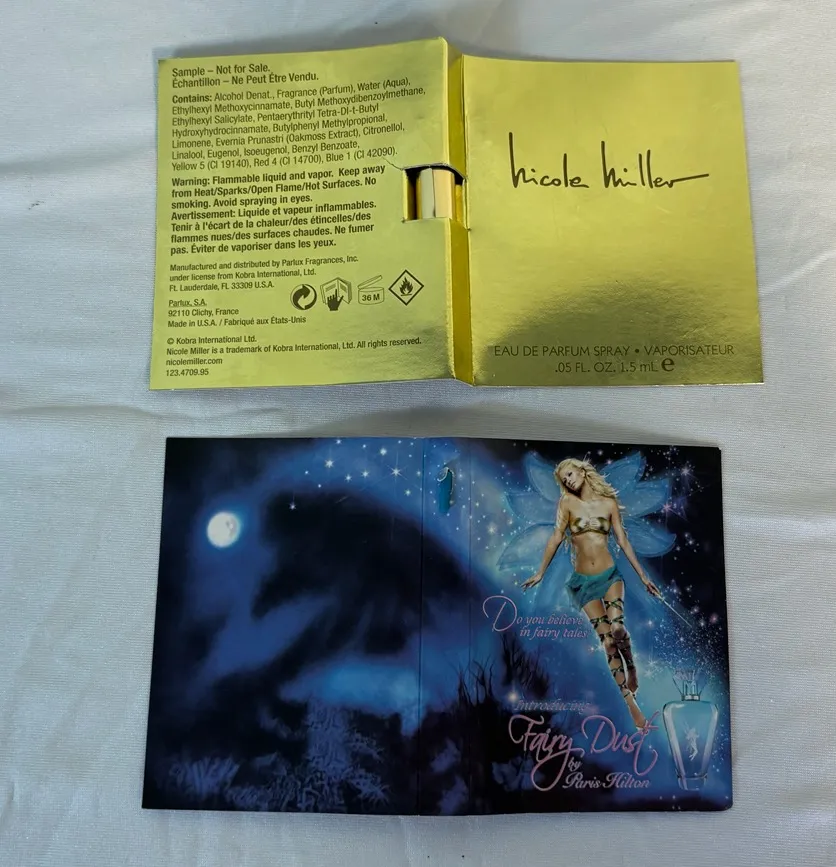 Sample – Not for Sale.
Échantillon – Ne Peut Être Vendu.
Contains: Alcohol Denat., Fragrance (Parfum), Water (Aqua),
Ethylhexyl Methoxycinnamate, Butyl Methoxydibenzoylmethane,
Ethylhexyl Salicylate, Pentaerythrityl Tetra-Di-t-Butyl
Hydroxyhydrocinnamate, Butylphenyl Methylpropional,
Limonene, Evernia Prunastri (Oakmoss Extract), Citronellol,
Linalool, Eugenol, Isoeugenol, Benzyl Benzoate,
Yellow 5 (CI 19140), Red 4 (CI 14700), Blue 1 (CI 42090).
Warning: Flammable liquid and vapor. Keep away
from Heat/Sparks/Open Flame/Hot Surfaces. No
smoking. Avoid spraying in eyes.
Avertissement: Liquide et vapeur inflammables.
Tenir à l'écart de la chaleur/des étincelles/des
flammes nues/des surfaces chaudes. Ne fumer
pas. Éviter de vaporiser dans les yeux.
Manufactured and distributed by Parlux Fragrances, Inc.
under license from Kobra International, Ltd.
Ft. Lauderdale, FL 33309 U.S.A.
Parlux, S.A.
92110 Clichy, France
Made in U.S.A. / Fabriqué aux États-Unis
36 M
© Kobra International Ltd.
Nicole Miller is a trademark of Kobra International, Ltd. All rights reserved.
nicolemiller.com
123.4709.95
nicole miller
EAU DE PARFUM SPRAY • VAPORISATEUR
.05 FL. OZ. 1.5 mL e
Do you believe
in fairy tales
Introducing
Fairy Dust
by
Paris Hilton